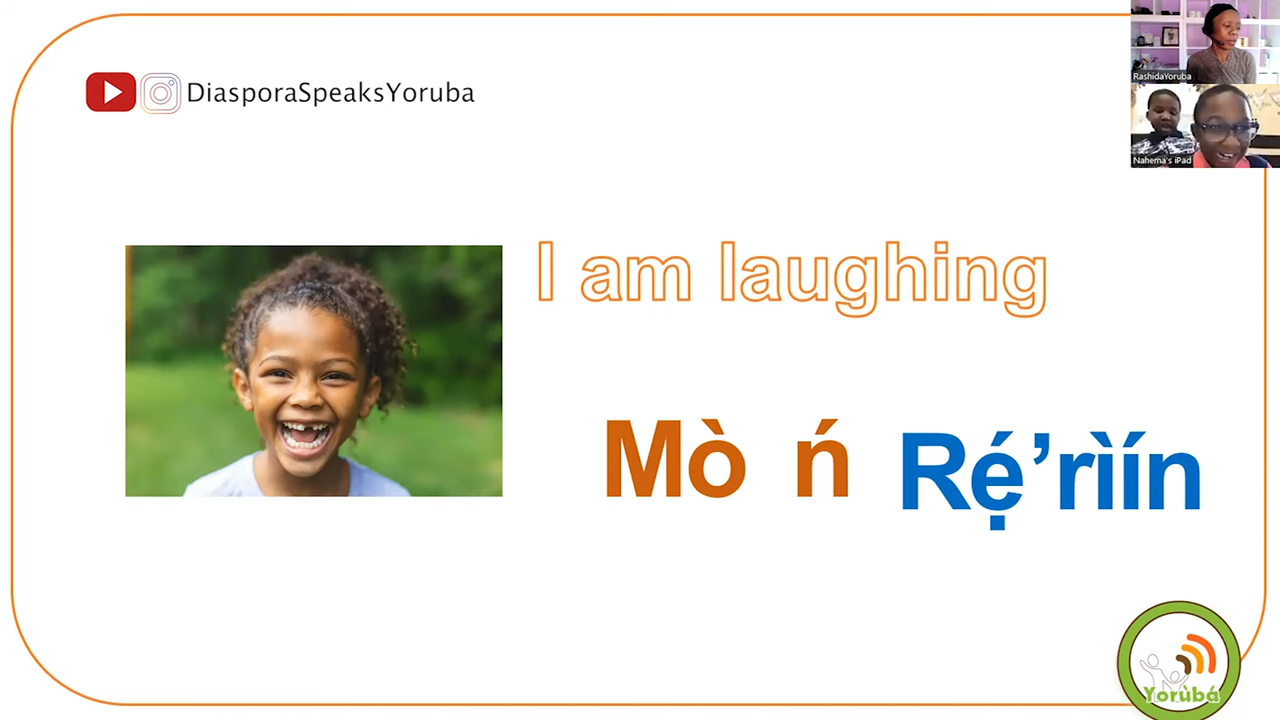 DiasporaSpeaksYoruba
RashidaYoruba
Nahema's iPad
I am laughing
Mò ń Rẹ́’rìín
Yorùbá